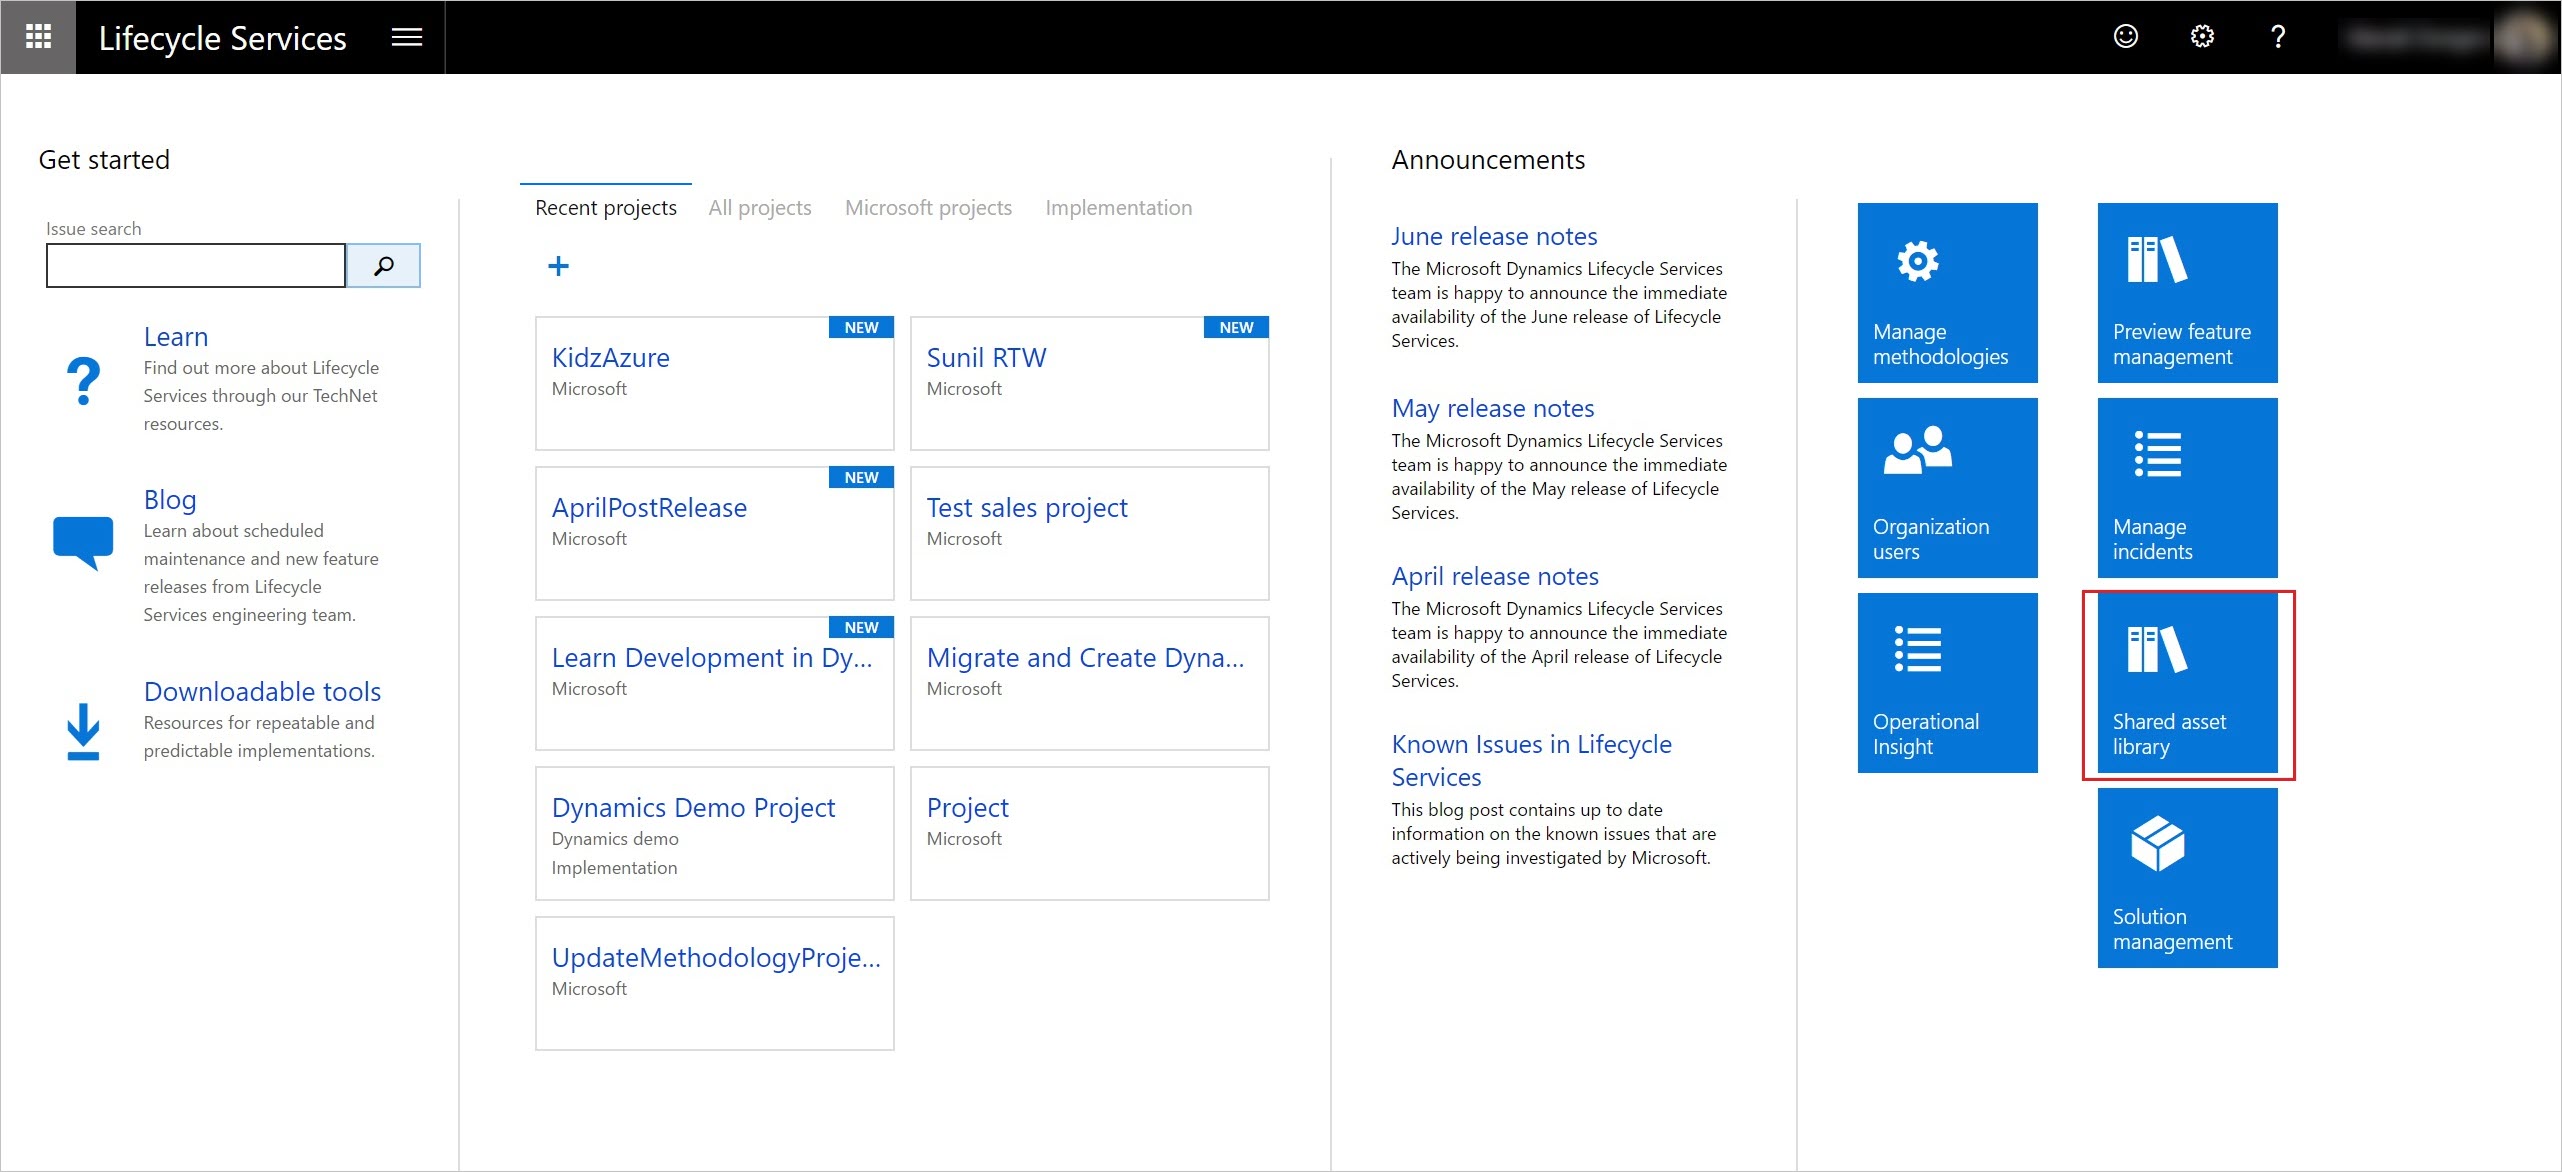 Lifecycle Services
?
Get started
Issue search
Learn
Find out more about Lifecycle
Services through our TechNet
resources.
Blog
Learn about scheduled
maintenance and new feature
releases from Lifecycle
Services engineering team.
Downloadable tools
Resources for repeatable and
predictable implementations.
Recent projects All projects Microsoft projects Implementation
+
NEW
KidzAzure
Microsoft
NEW
Sunil RTW
Microsoft
NEW
AprilPostRelease
Microsoft
Test sales project
Microsoft
NEW
Learn Development in Dy...
Microsoft
Migrate and Create Dyna...
Microsoft
Dynamics Demo Project
Dynamics demo
Implementation
Project
Microsoft
UpdateMethodologyProje...
Microsoft
Announcements
June release notes
The Microsoft Dynamics Lifecycle Services
team is happy to announce the immediate
availability of the June release of Lifecycle
Services.
May release notes
The Microsoft Dynamics Lifecycle Services
team is happy to announce the immediate
availability of the May release of Lifecycle
Services.
April release notes
The Microsoft Dynamics Lifecycle Services
team is happy to announce the immediate
availability of the April release of Lifecycle
Services.
Known Issues in Lifecycle
Services
This blog post contains up to date
information on the known issues that are
actively being investigated by Microsoft.
Manage
methodologies
Preview feature
management
Organization
users
Manage
incidents
Operational
Insight
Shared asset
library
Solution
management